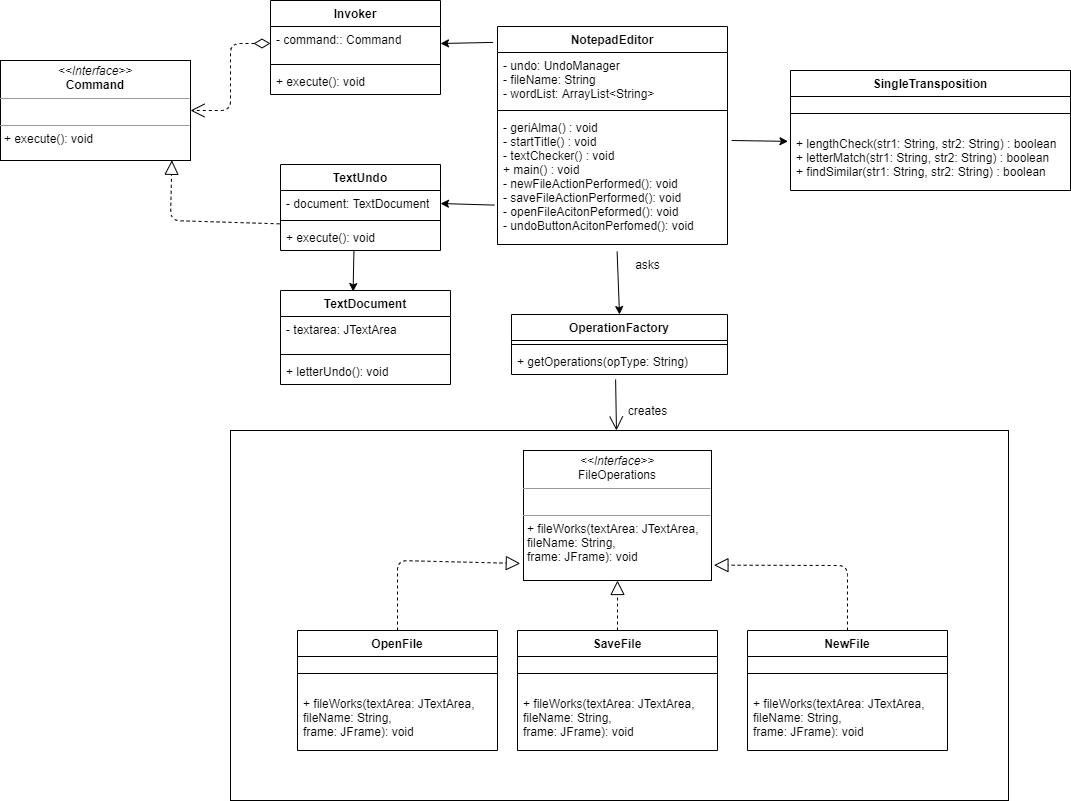 Invoker
- command:: Command
+ execute(): void
<<Interface>>
Command
+ execute(): void
NotepadEditor
- undo: UndoManager
- fileName: String
- wordList: ArrayList<String>
- geriAlma() : void
- startTitle() : void
- textChecker() : void
+ main() : void
- newFileActionPerformed(): void
- saveFileActionPerformed(): void
- openFileAcitonPeformed(): void
- undoButtonAcitonPerfomed(): void
SingleTransposition
+ lengthCheck(str1: String, str2: String) : boolean
+ letterMatch(str1: String, str2: String) : boolean
+ findSimilar(str1: String, str2: String) : boolean
TextUndo
- document: TextDocument
+ execute(): void
TextDocument
- textarea: JTextArea
+ letterUndo(): void
asks
OperationFactory
+ getOperations(opType: String)
creates
<<Interface>>
FileOperations
+ fileWorks(textArea: JTextArea,
fileName: String,
frame: JFrame): void
OpenFile
+ fileWorks(textArea: JTextArea,
fileName: String,
frame: JFrame): void
SaveFile
+ fileWorks(textArea: JTextArea,
fileName: String,
frame: JFrame): void
NewFile
+ fileWorks(textArea: JTextArea,
fileName: String,
frame: JFrame): void